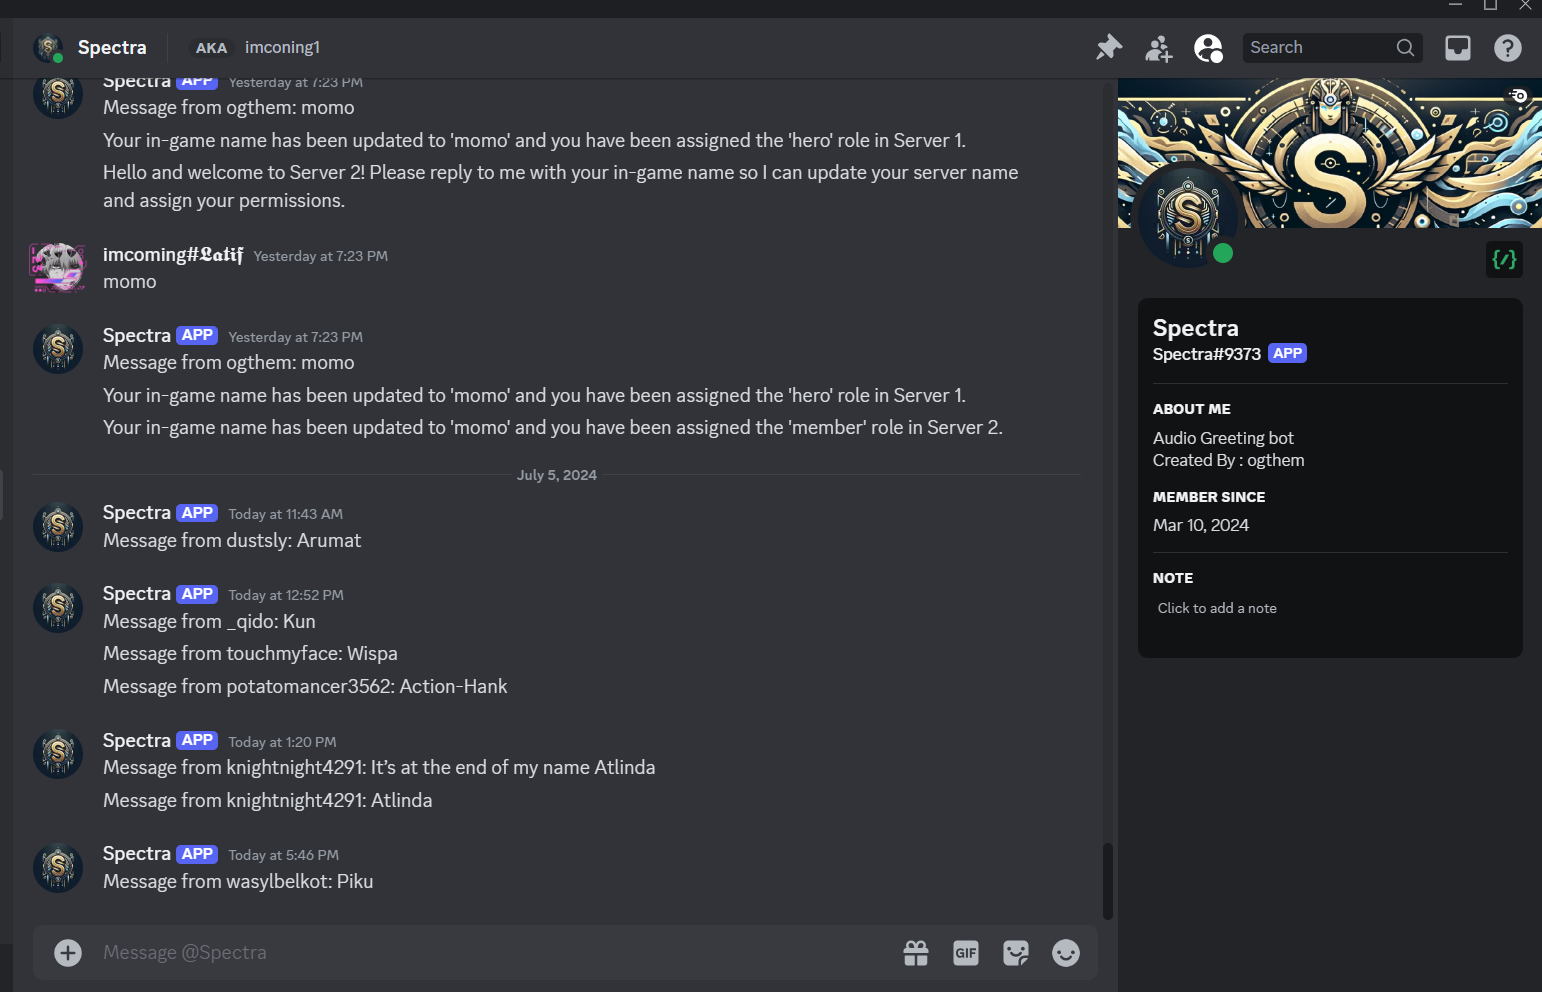 Spectra AKA imconing1
Search
Spectra APP Yesterday at 7:23 PM
Message from ogthem: momo
Your in-game name has been updated to 'momo' and you have been assigned the 'hero' role in Server 1.
Hello and welcome to Server 2! Please reply to me with your in-game name so I can update your server name
and assign your permissions.
imcoming#𝕷𝖆𝖙𝖎𝖋 Yesterday at 7:23 PM
momo
Spectra APP Yesterday at 7:23 PM
Message from ogthem: momo
Your in-game name has been updated to 'momo' and you have been assigned the 'hero' role in Server 1.
Your in-game name has been updated to 'momo' and you have been assigned the 'member' role in Server 2.
July 5, 2024
Spectra APP Today at 11:43 AM
Message from dustsly: Arumat
Spectra APP Today at 12:52 PM
Message from _qido: Kun
Message from touchmyface: Wispa
Message from potatomancer3562: Action-Hank
Spectra APP Today at 1:20 PM
Message from knightnight4291: It’s at the end of my name Atlinda
Message from knightnight4291: Atlinda
Spectra APP Today at 5:46 PM
Message from wasylbelkot: Piku
Message @Spectra
GIF
S
S
{/}
Spectra
Spectra#9373 APP
ABOUT ME
Audio Greeting bot
Created By : ogthem
MEMBER SINCE
Mar 10, 2024
NOTE
Click to add a note